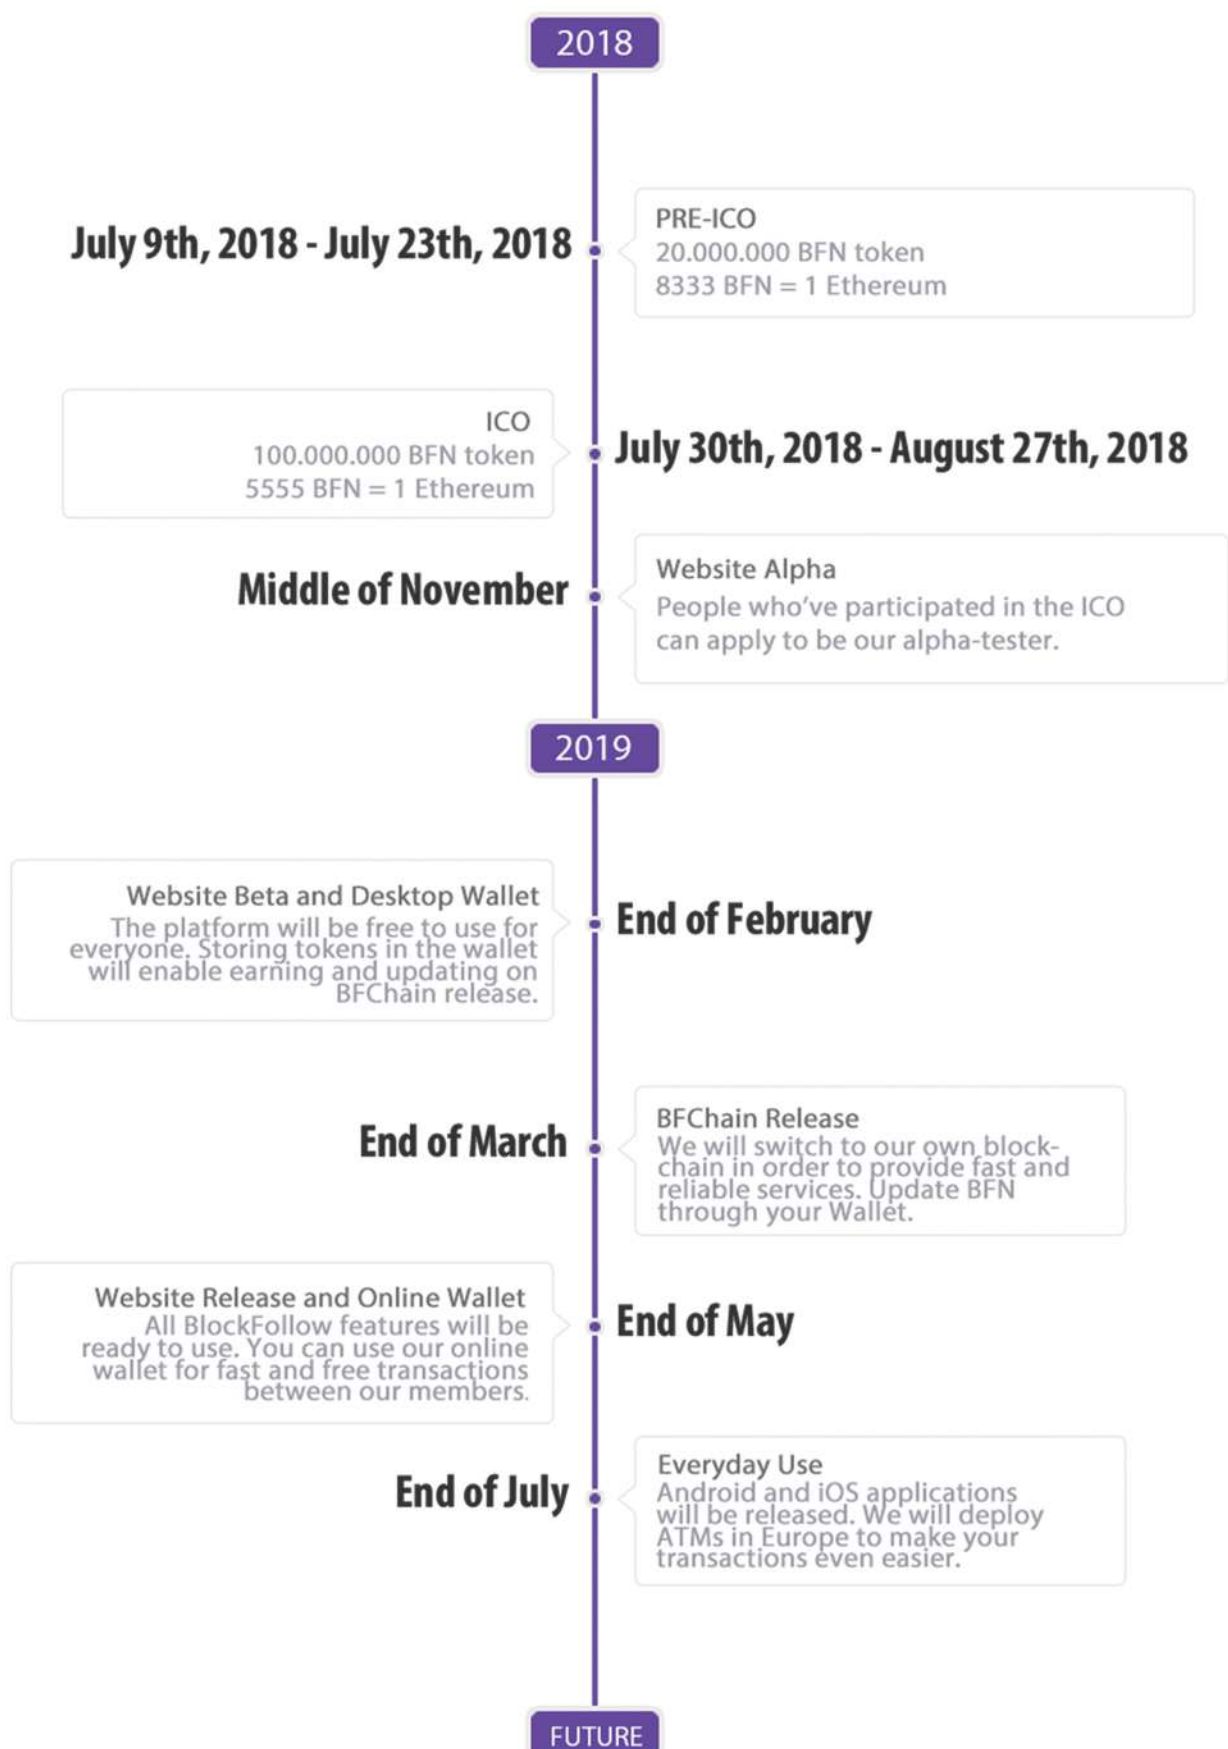 2018
July 9th, 2018 - July 23th, 2018
PRE-ICO
20.000.000 BFN token
8333 BFN = 1 Ethereum
ICO
100.000.000 BFN token
5555 BFN = 1 Ethereum
July 30th, 2018 - August 27th, 2018
Middle of November
Website Alpha
People who've participated in the ICO
can apply to be our alpha-tester.
2019
Website Beta and Desktop Wallet
The platform will be free to use for
everyone. Storing tokens in the wallet
will enable earning and updating on
BFChain release.
End of February
End of March
BFChain Release
We will switch to our own block-
chain in order to provide fast and
reliable services. Update BFN
through your Wallet.
Website Release and Online Wallet
All BlockFollow features will be
ready to use. You can use our online
wallet for fast and free transactions
between our members.
End of May
End of July
Everyday Use
Android and iOS applications
will be released. We will deploy
ATMs in Europe to make your
transactions even easier.
FUTURE